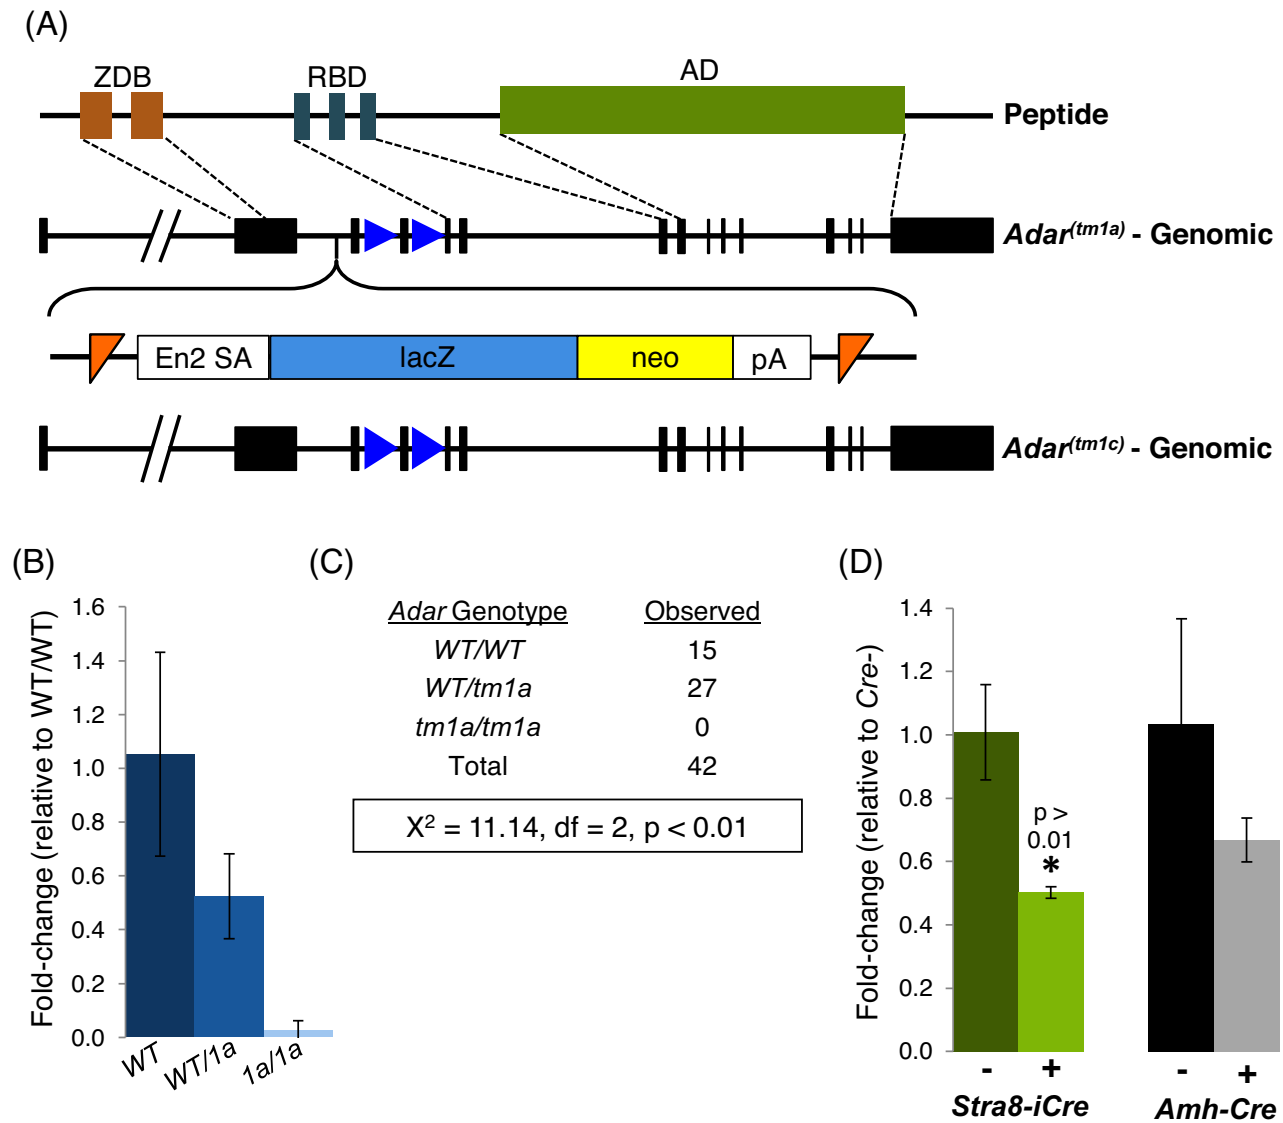 (A)
ZDB
RBD
AD
Peptide
Adar(tm1a) - Genomic
En2 SA
lacZ
neo
pA
Adar(tm1c) - Genomic
(B)
Fold-change (relative to WT/WT)
1.6
1.4
1.2
1.0
0.8
0.6
0.4
0.2
0.0
WT
WT/1a
1a/1a
(C)
Adar Genotype Observed
WT/WT 15
WT/tm1a 27
tm1a/tm1a 0
Total 42
X² = 11.14, df = 2, p < 0.01
(D)
Fold-change (relative to Cre-)
1.4
1.2
1.0
0.8
0.6
0.4
0.2
0.0
p >
0.01
*
- + - +
Stra8-iCre Amh-Cre